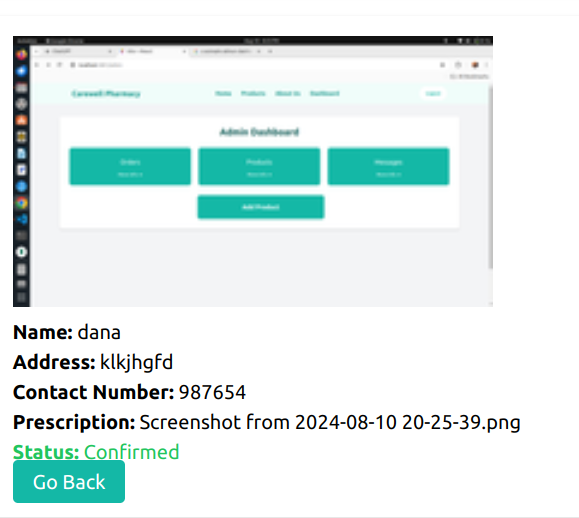 Carewell Pharmacy
Home Products About Us Dashboard
Admin Dashboard
Orders Products Messages
Add Product
Name: dana
Address: klkjhgfd
Contact Number: 987654
Prescription: Screenshot from 2024-08-10 20-25-39.png
Status: Confirmed
Go Back